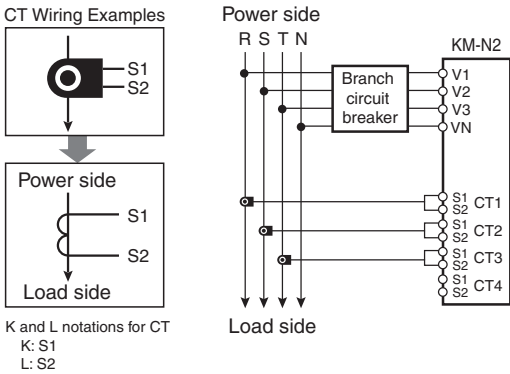 CT Wiring Examples
S1
S2
Power side
S1
S2
Load side
K and L notations for CT
K: S1
L: S2
Power side
R S T N
KM-N2
Branch
circuit
breaker
V1
V2
V3
VN
S1
S2 CT1
S1
S2 CT2
S1
S2 CT3
S1
S2 CT4
Load side